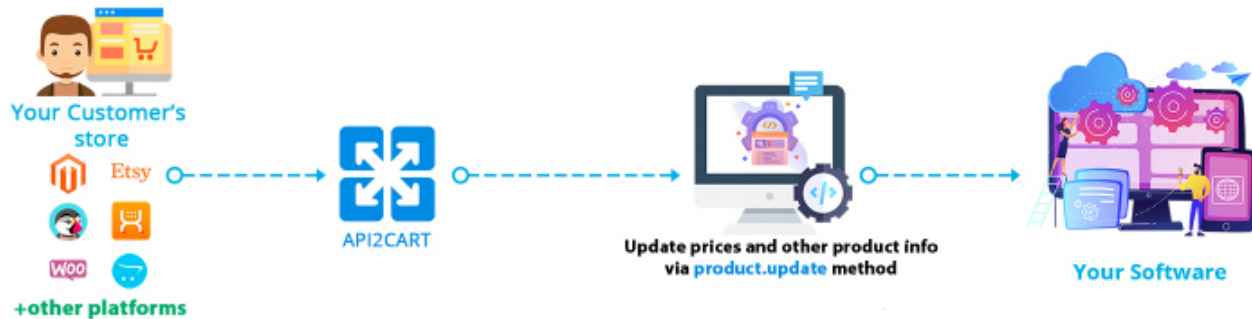 Your Customer's
store
Etsy
WOO
+other platforms
API2CART
</>
</>
Update prices and other product info
via product.update method
Your Software